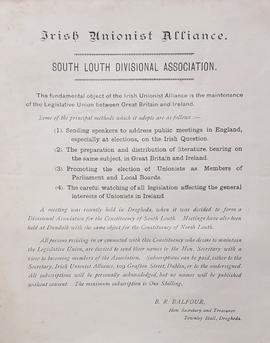 Irish Unionist Alliance.
SOUTH LOUTH DIVISIONAL ASSOCIATION.
The fundamental object of the Irish Unionist Alliance is the maintenance
of the Legislative Union between Great Britain and Ireland.
Some of the principal methods which it adopts are as follows:—
(1). Sending speakers to address public meetings in England,
especially at elections, on the Irish Question.
(2). The preparation and distribution of literature, bearing on
the same subject, in Great Britain and Ireland.
(3). Promoting the election of Unionists as Members of
Parliament and Local Boards.
(4). The careful watching of all legislation affecting the general
interests of Unionists in Ireland
A meeting was recently held in Drogheda, when it was decided to form a
Divisional Association for the Constituency of South Louth. Meetings have also been
held at Dundalk with the same object for the Constituency of North Louth.
All persons residing in or connected with this Constituency who desire to maintain
the Legislative Union, are invited to send their names to the Hon. Secretary with a
view to becoming members of the Association. Subscriptions can be paid, either to the
Secretary, Irish Unionist Alliance, 109 Grafton Street, Dublin, or to the undersigned.
All subscriptions will be personally acknowledged, but no names will be published
without consent. The minimum subscription is One Shilling.
B. R. BALFOUR,
Hon. Secretary and Treasurer.
Townley Hall, Drogheda.